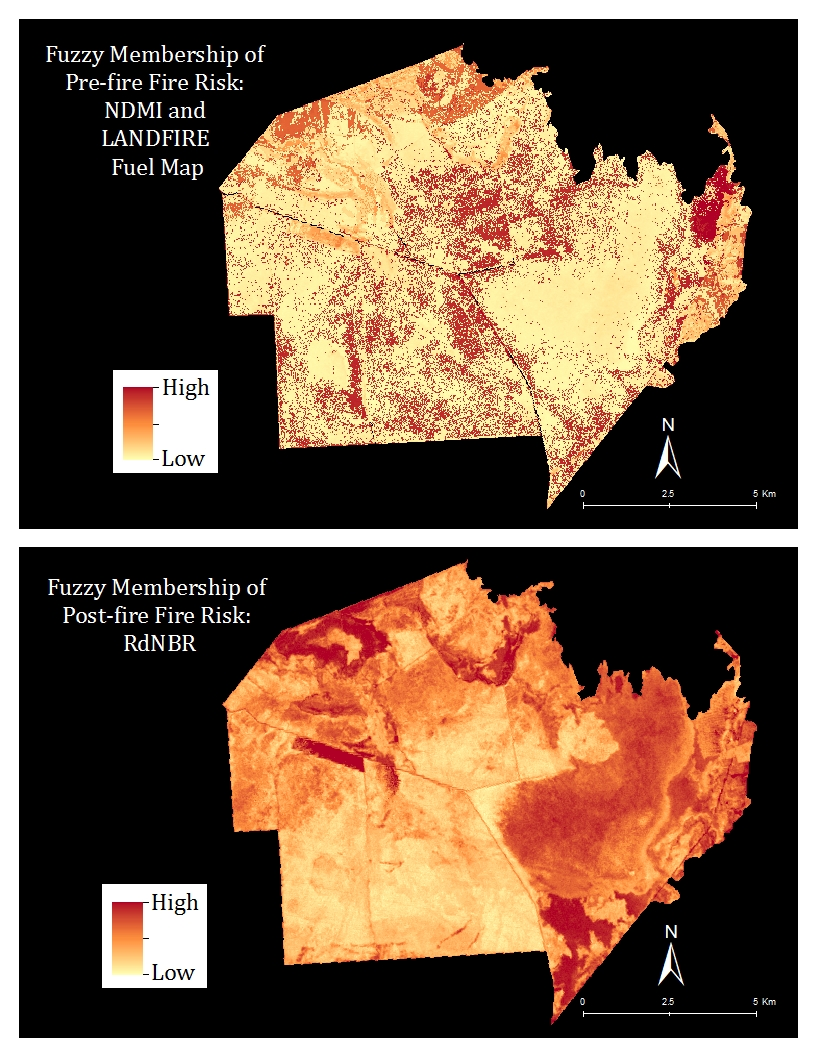 Fuzzy Membership of
Pre-fire Fire Risk:
NDMI and
LANDFIRE
Fuel Map
High
Low
N
0 2.5 5 Km
Fuzzy Membership of
Post-fire Fire Risk:
RdNBR
High
Low
N
0 2.5 5 Km